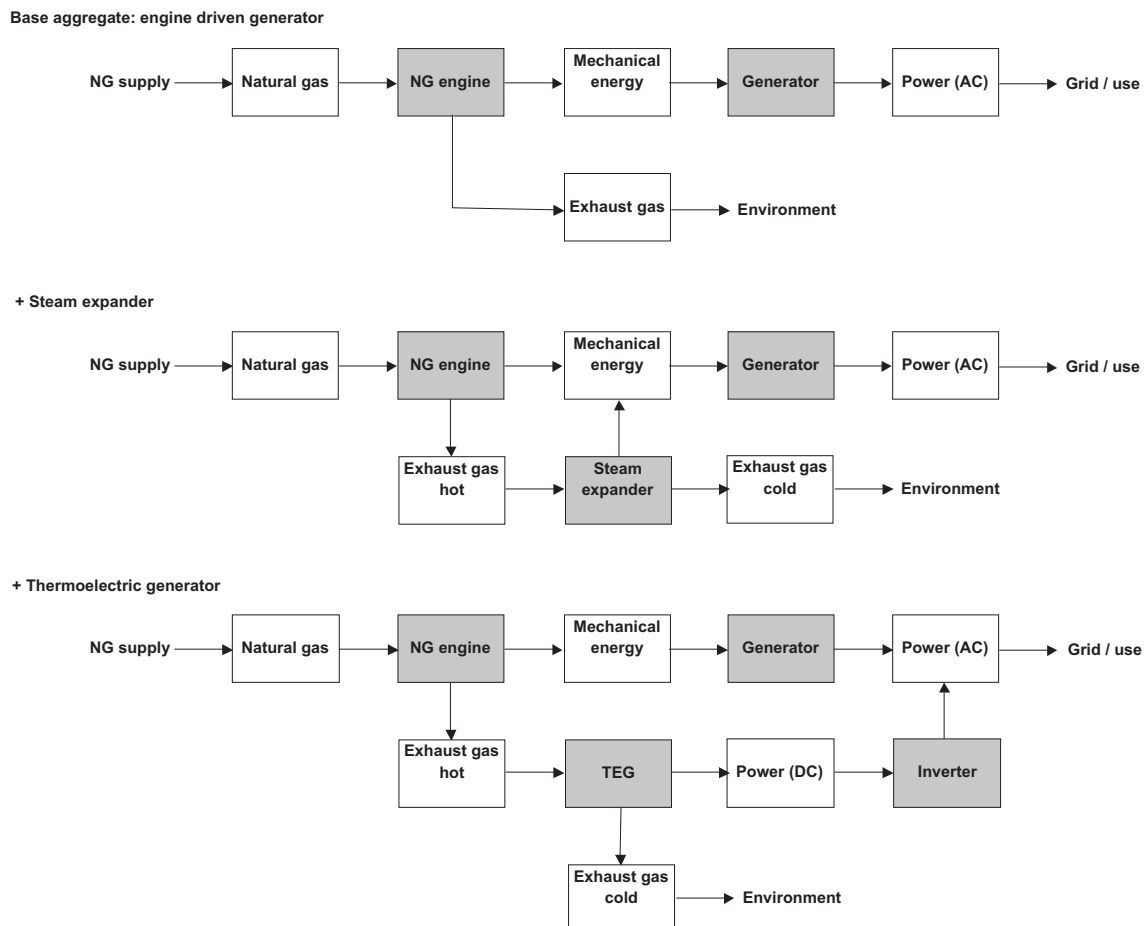 Base aggregate: engine driven generator
NG supply
Natural gas
NG engine
Mechanical
energy
Generator
Power (AC)
Grid / use
Exhaust gas
Environment
+ Steam expander
NG supply
Natural gas
NG engine
Mechanical
energy
Generator
Power (AC)
Grid / use
Exhaust gas
hot
Steam
expander
Exhaust gas
cold
Environment
+ Thermoelectric generator
NG supply
Natural gas
NG engine
Mechanical
energy
Generator
Power (AC)
Grid / use
Exhaust gas
hot
TEG
Power (DC)
Inverter
Exhaust gas
cold
Environment